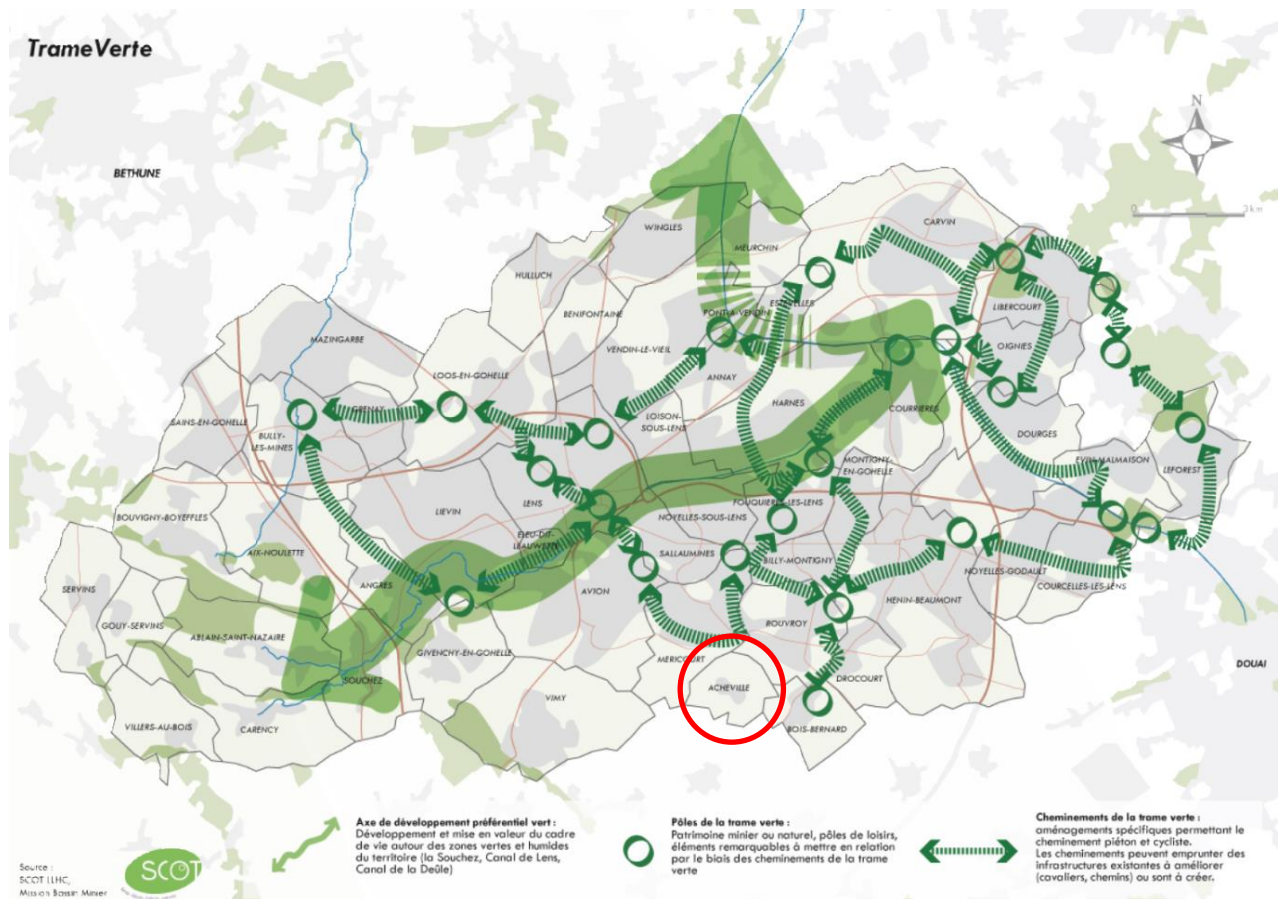 TrameVerte
N
BETHUNE
0 3km
CARVIN
WINGLES
MEURCHIN
HULLUCH
ESTEVELLES
LIBERCOURT
BENIFONTAINE
PONT-A-VENDIN
MAZINGARBE
OIGNIES
VENDIN-LE-VIEIL
LOOS-EN-GOHELLE
ANNAY
HARNES
GRENAY
COURRIERES
LOISON-
SOUS-LENS
SAINS-EN-GOHELLE
BULLY-
LES-MINES
DOURGES
EVIN-MALMAISON
MONTIGNY-
EN-GOHELLE
LEFOREST
LENS
FOUQUIERES-LES-LENS
LIEVIN
BOUVIGNY-BOYEFFLES
NOYELLES-SOUS-LENS
ELEU-DIT-
LEAUWETTE
AIX-NOULETTE
SALLAUMINES
BILLY-MONTIGNY
NOYELLES-GODAULT
ANGRES
SERVINS
AVION
COURCELLES-LES-LENS
HENIN-BEAUMONT
GOUY-SERVINS
ROUVROY
ABLAIN-SAINT-NAZAIRE
GIVENCHY-EN-GOHELLE
MERICOURT
DOUAI
DROCOURT
SOUCHEZ
ACHEVILLE
VIMY
VILLERS-AU-BOIS
CARENCY
BOIS-BERNARD
Axe de développement préférentiel vert :
Développement et mise en valeur du cadre
de vie autour des zones vertes et humides
du territoire (la Souchez, Canal de Lens,
Canal de la Deûle)
Pôles de la trame verte :
Patrimoine minier ou naturel, pôles de loisirs,
éléments remarquables à mettre en relation
par le biais des cheminements de la trame
verte
Cheminements de la trame verte :
aménagements spécifiques permettant le
cheminement piéton et cycliste.
Les cheminements peuvent emprunter des
infrastructures existantes à améliorer
(cavaliers, chemins) ou sont à créer.
Source :
SCOT LLHC,
Mission Bassin Minier
SCOT